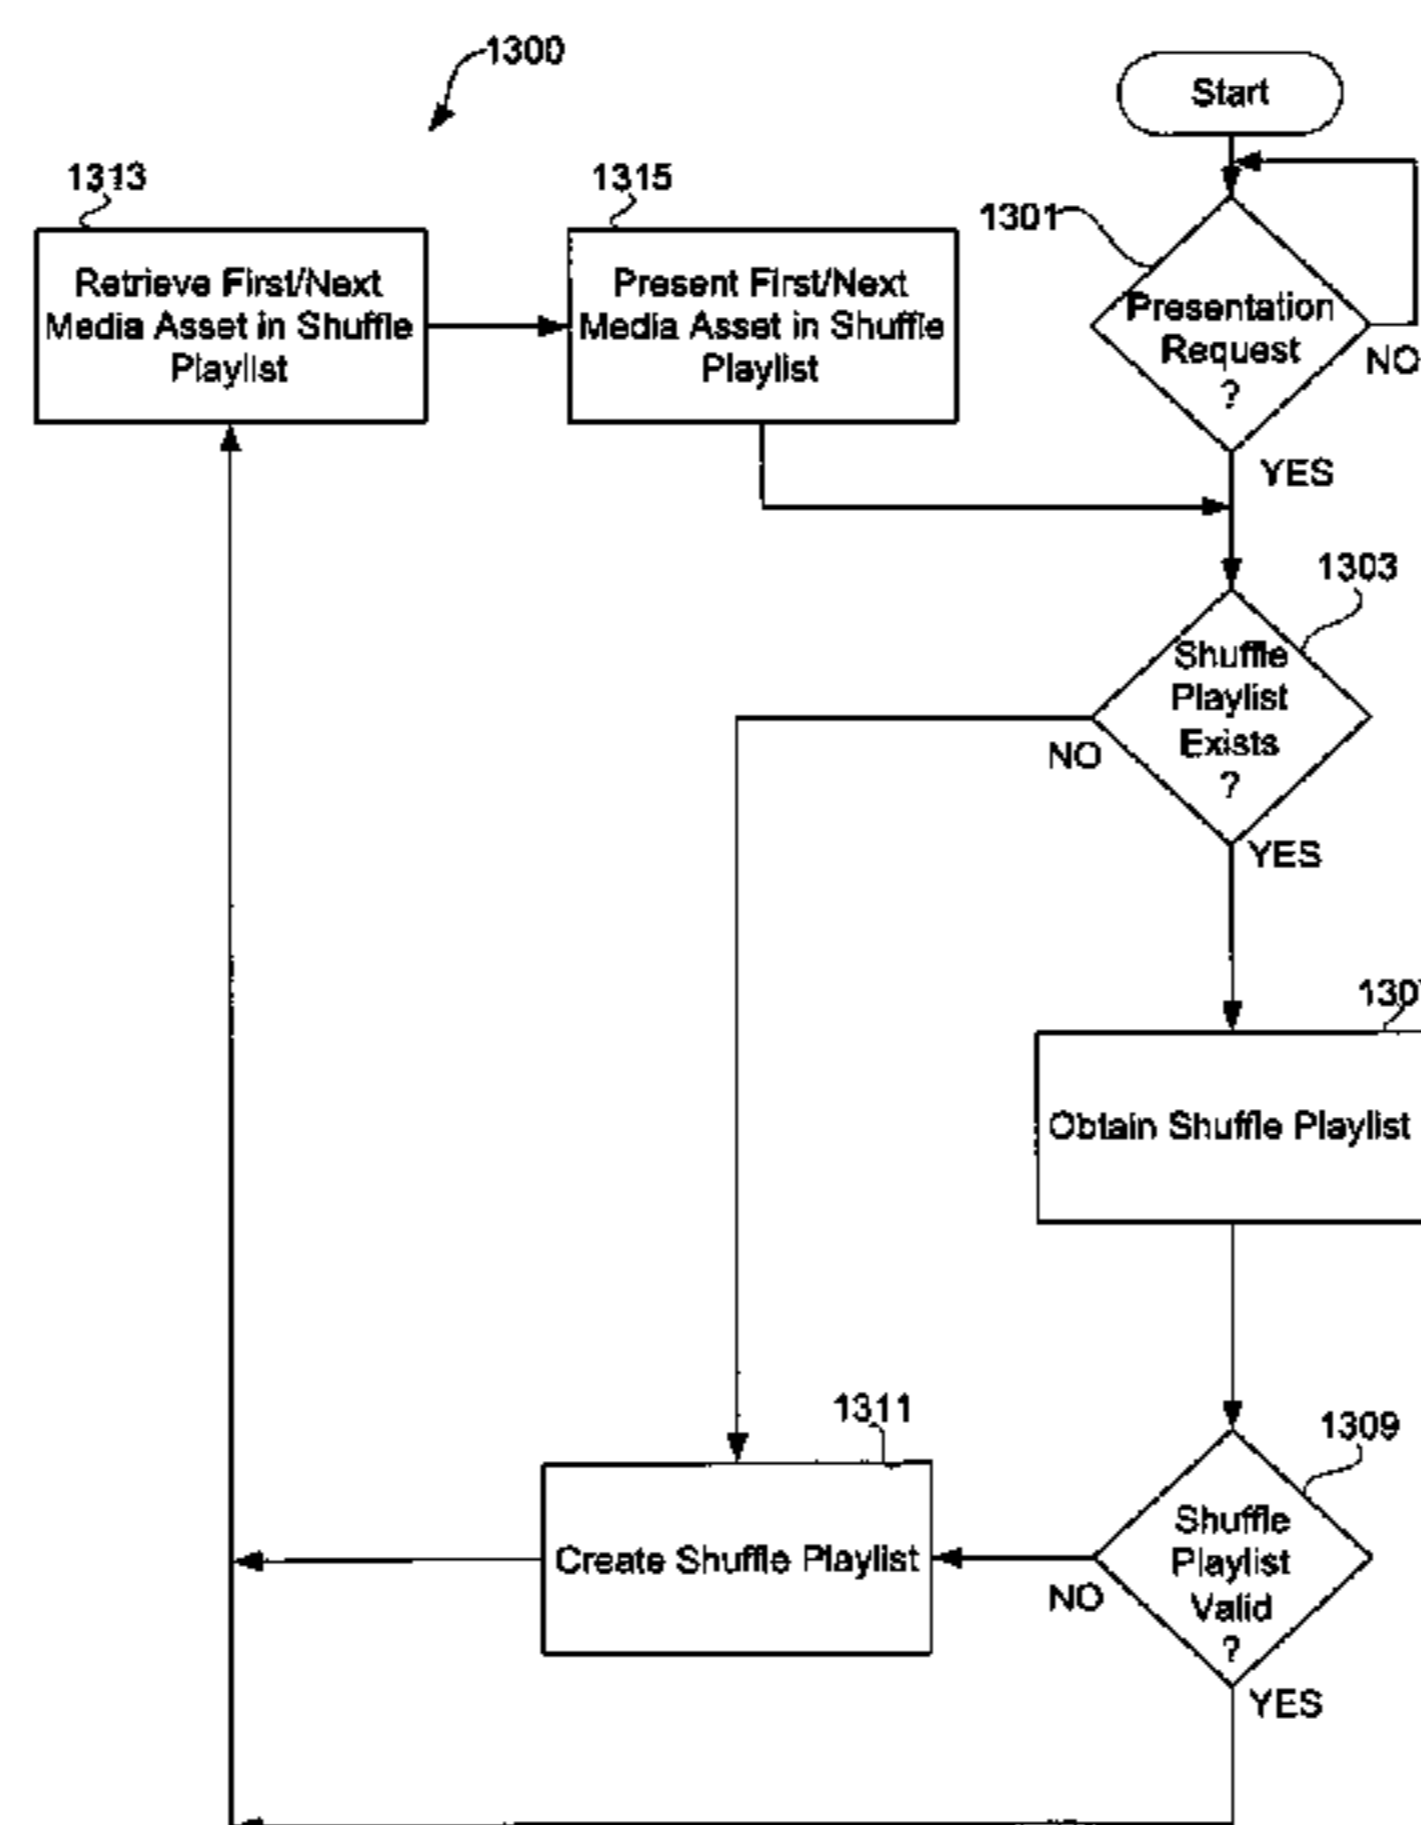 1300
Start
1313
1315
1301
Retrieve First/Next
Media Asset in Shuffle
Playlist
Present First/Next
Media Asset in Shuffle
Playlist
Presentation
Request
?
NO
YES
1303
Shuffle
Playlist
Exists
?
NO
YES
Obtain Shuffle Playlist
1311
1309
Create Shuffle Playlist
Shuffle
Playlist
Valid
?
NO
YES